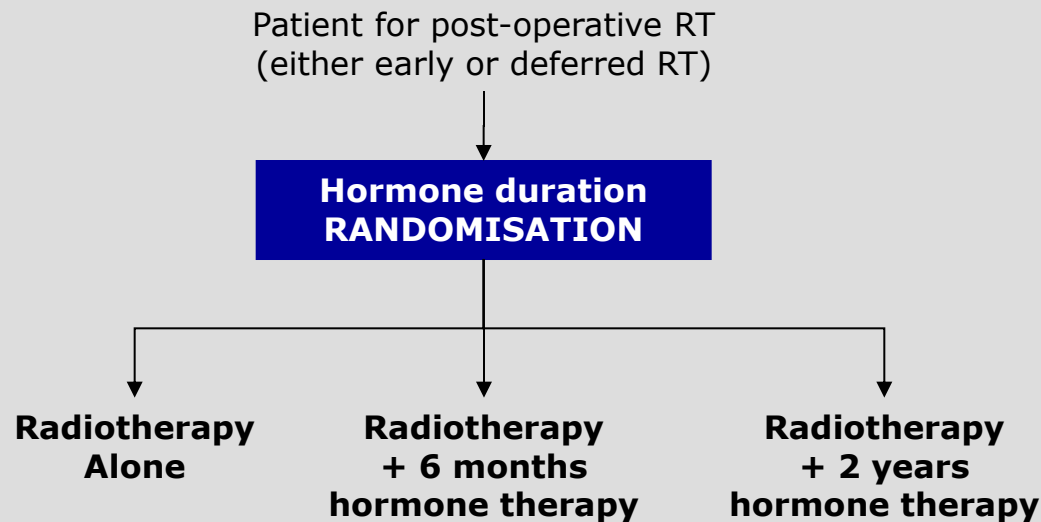 Patient for post-operative RT
(either early or deferred RT)
Hormone duration
RANDOMISATION
Radiotherapy
Alone
Radiotherapy
+ 6 months
hormone therapy
Radiotherapy
+ 2 years
hormone therapy